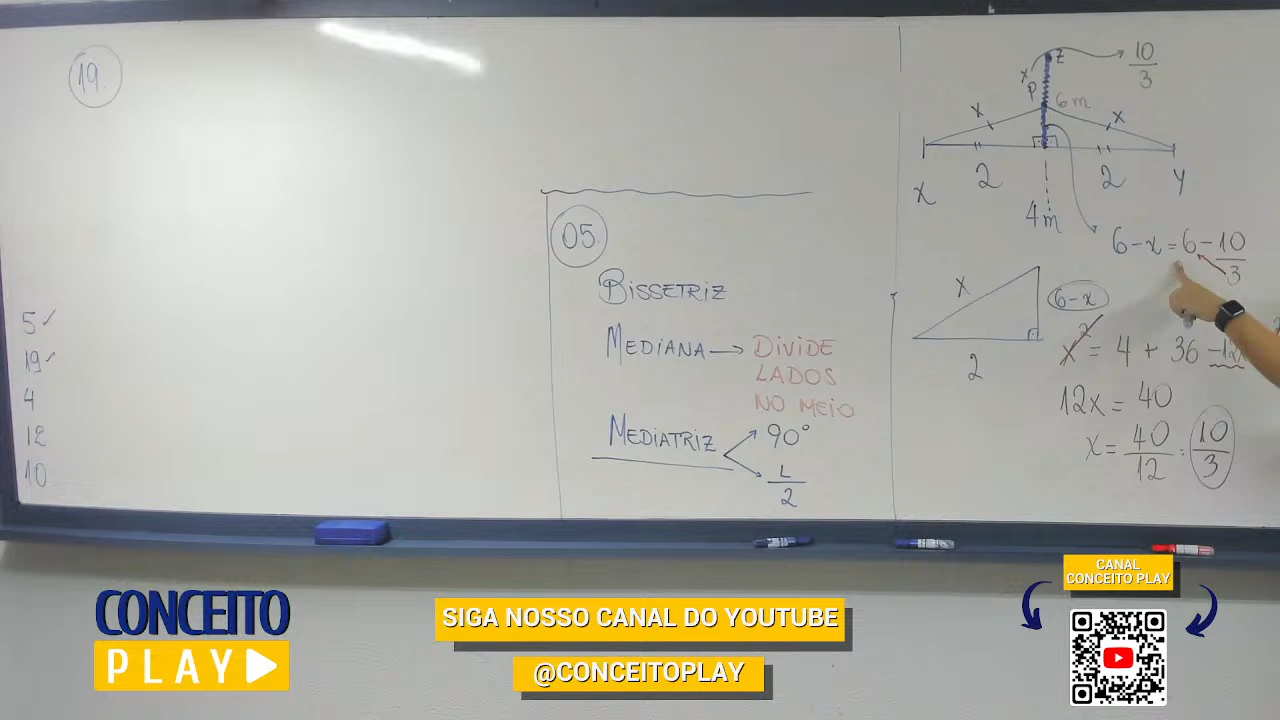 19.
5 ✓
19 ✓
4
12
10
05.
BISSETRIZ
MEDIANA → DIVIDE
LADOS
NO MEIO
MEDIATRIZ
90°
L/2
Z
10/3
x
P
6m
x
x
2
2
X
Y
4m
6-x=6-10/3
x
6-x
2
x² = 4 + 36 -12x
12x = 40
x = 40/12 : 10/3
CONCEITO
PLAY
SIGA NOSSO CANAL DO YOUTUBE
@CONCEITOPLAY
CANAL
CONCEITO PLAY